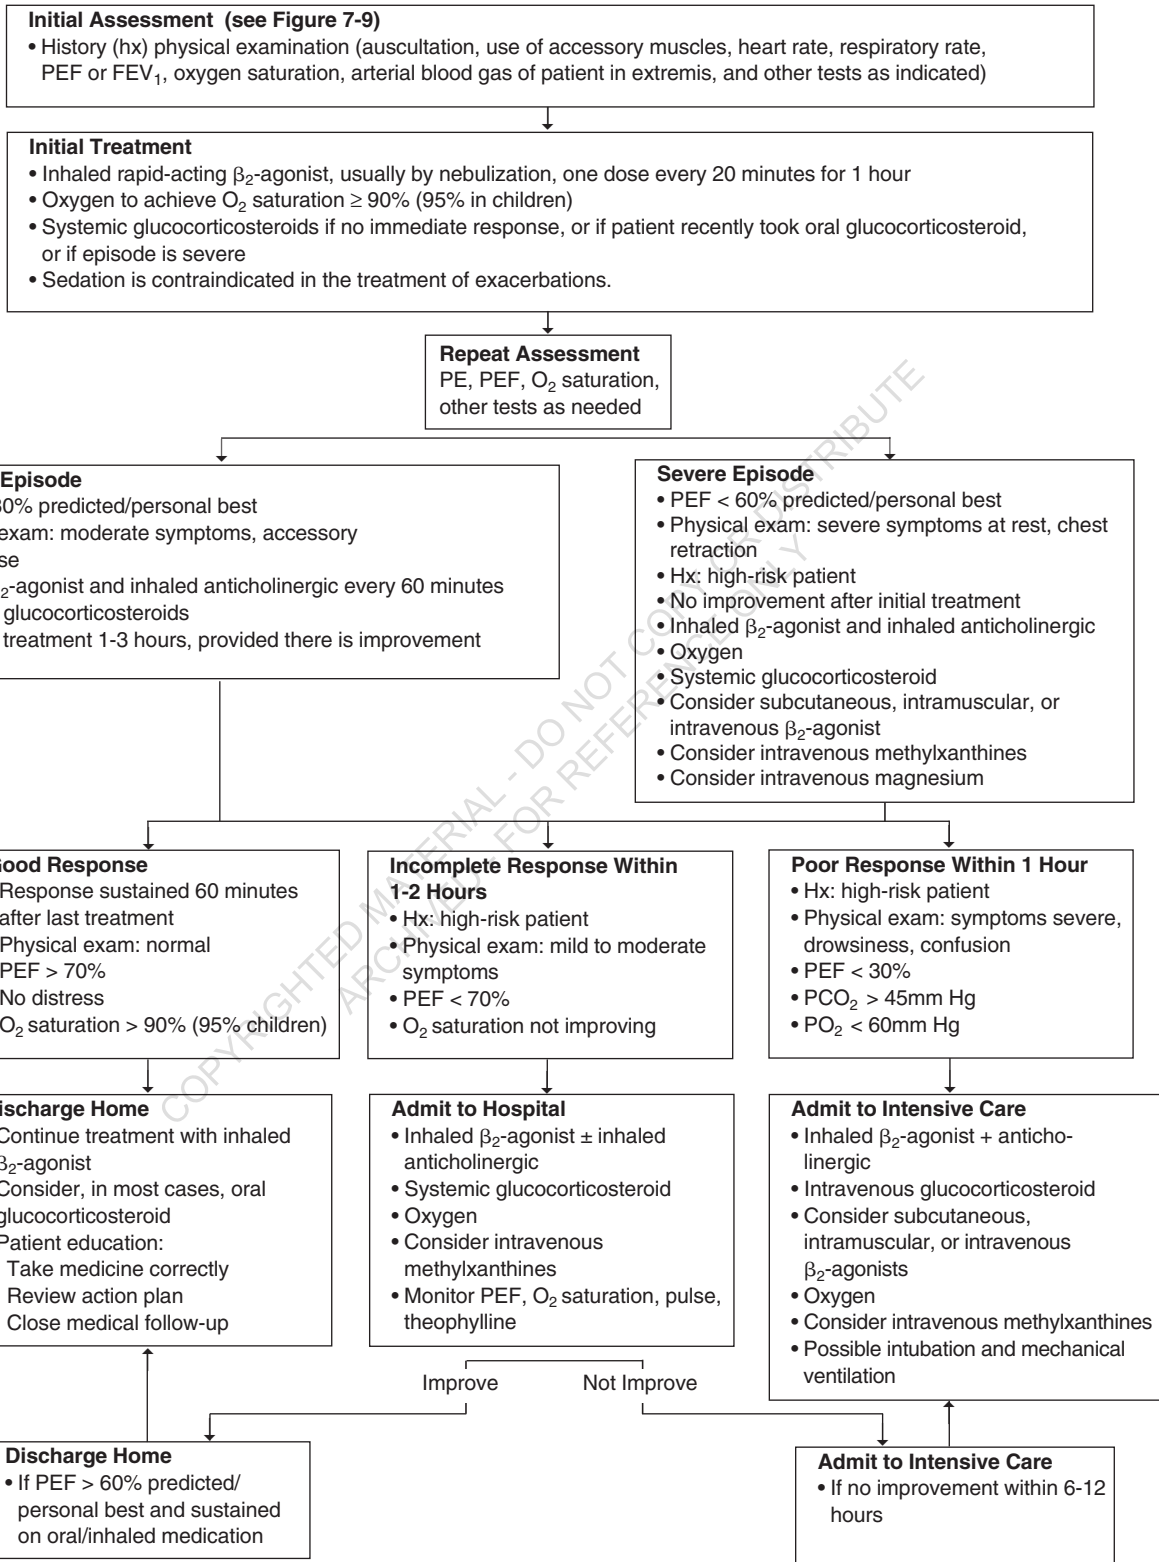 Initial Assessment (see Figure 7-9)
• History (hx) physical examination (auscultation, use of accessory muscles, heart rate, respiratory rate,
PEF or FEV₁, oxygen saturation, arterial blood gas of patient in extremis, and other tests as indicated)
Initial Treatment
• Inhaled rapid-acting β₂-agonist, usually by nebulization, one dose every 20 minutes for 1 hour
• Oxygen to achieve O₂ saturation ≥ 90% (95% in children)
• Systemic glucocorticosteroids if no immediate response, or if patient recently took oral glucocorticosteroid,
or if episode is severe
• Sedation is contraindicated in the treatment of exacerbations.
Repeat Assessment
PE, PEF, O₂ saturation,
other tests as needed
Episode
0% predicted/personal best
exam: moderate symptoms, accessory
se
₂-agonist and inhaled anticholinergic every 60 minutes
glucocorticosteroids
treatment 1-3 hours, provided there is improvement
Severe Episode
• PEF < 60% predicted/personal best
• Physical exam: severe symptoms at rest, chest
retraction
• Hx: high-risk patient
• No improvement after initial treatment
• Inhaled β₂-agonist and inhaled anticholinergic
• Oxygen
• Systemic glucocorticosteroid
• Consider subcutaneous, intramuscular, or
intravenous β₂-agonist
• Consider intravenous methylxanthines
• Consider intravenous magnesium
ood Response
Response sustained 60 minutes
after last treatment
Physical exam: normal
PEF > 70%
No distress
O₂ saturation > 90% (95% children)
Incomplete Response Within
1-2 Hours
• Hx: high-risk patient
• Physical exam: mild to moderate
symptoms
• PEF < 70%
• O₂ saturation not improving
Poor Response Within 1 Hour
• Hx: high-risk patient
• Physical exam: symptoms severe,
drowsiness, confusion
• PEF < 30%
• PCO₂ > 45mm Hg
• PO₂ < 60mm Hg
ischarge Home
Continue treatment with inhaled
β₂-agonist
Consider, in most cases, oral
glucocorticosteroid
Patient education:
Take medicine correctly
Review action plan
Close medical follow-up
Admit to Hospital
• Inhaled β₂-agonist ± inhaled
anticholinergic
• Systemic glucocorticosteroid
• Oxygen
• Consider intravenous
methylxanthines
• Monitor PEF, O₂ saturation, pulse,
theophylline
Admit to Intensive Care
• Inhaled β₂-agonist + anticho-
linergic
• Intravenous glucocorticosteroid
• Consider subcutaneous,
intramuscular, or intravenous
β₂-agonists
• Oxygen
• Consider intravenous methylxanthines
• Possible intubation and mechanical
ventilation
Improve
Not Improve
Discharge Home
• If PEF > 60% predicted/
personal best and sustained
on oral/inhaled medication
Admit to Intensive Care
• If no improvement within 6-12
hours
COPYRIGHTED MATERIAL - DO NOT COPY OR DISTRIBUTE
ARCHIVED - FOR REFERENCE ONLY